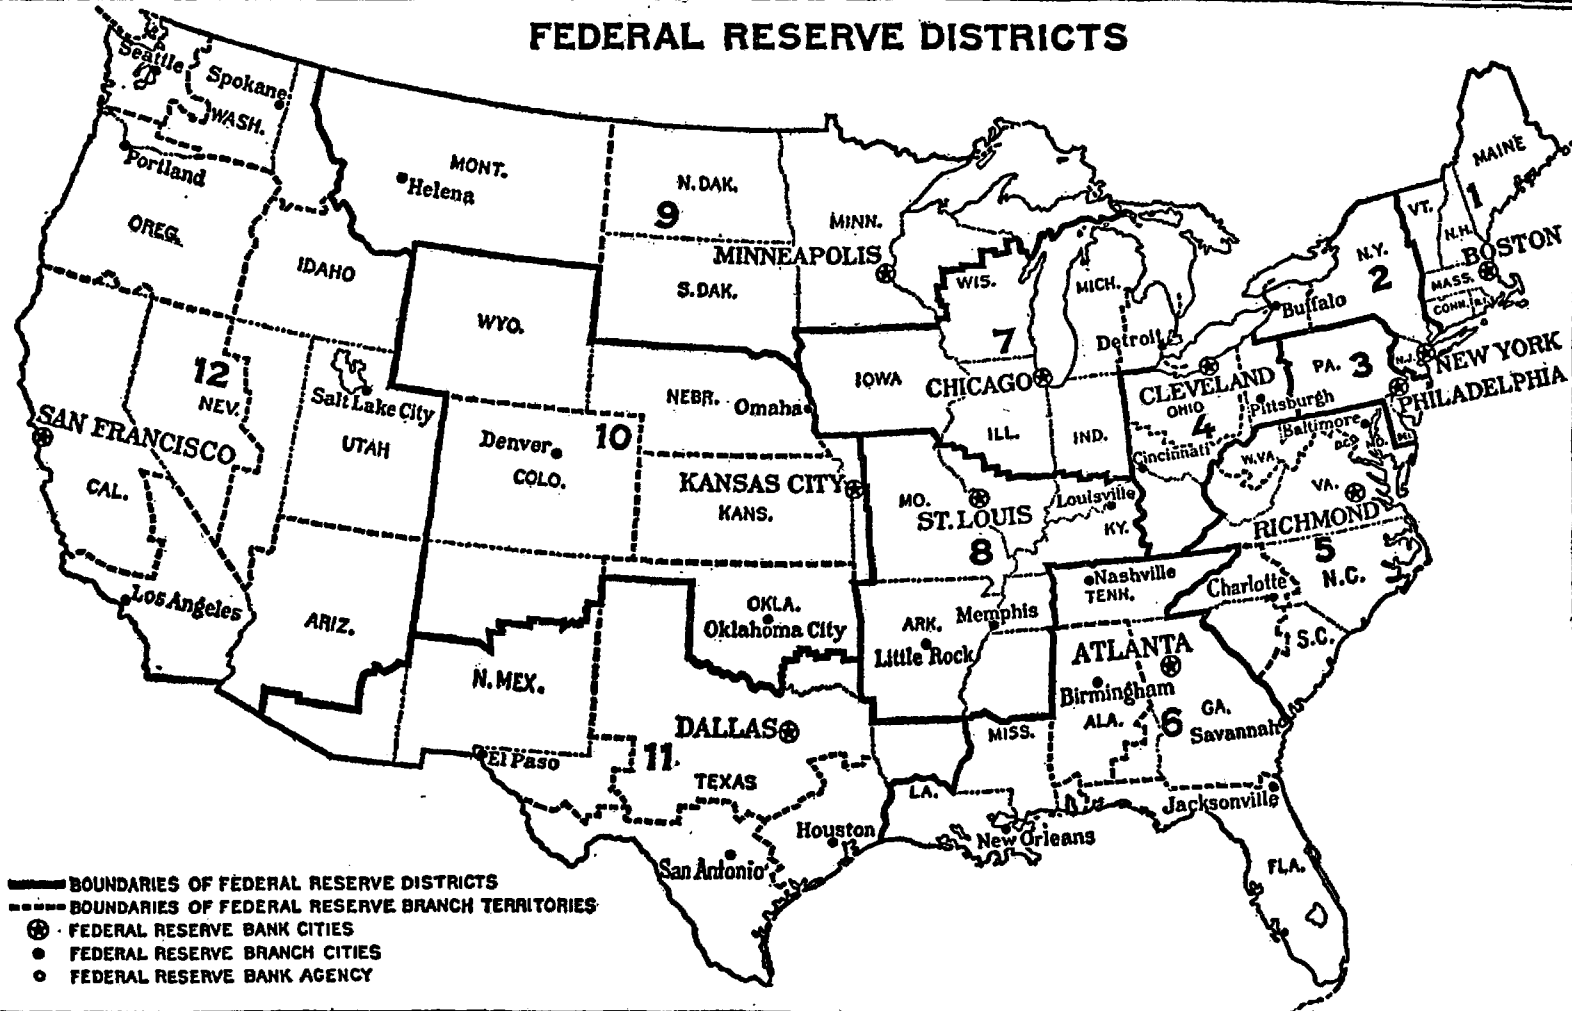 FEDERAL RESERVE DISTRICTS
Seattle
Spokane
WASH.
Portland
OREG.
IDAHO
MONT.
Helena
N.DAK.
9
MINN.
MINNEAPOLIS
S.DAK.
WYO.
WIS.
MICH.
7
Detroit
IOWA
CHICAGO
ILL.
IND.
MAINE
VT.
1
N.H.
BOSTON
MASS.
CONN.
R.I.
N.Y.
2
Buffalo
NEW YORK
N.J.
PA.
3
PHILADELPHIA
CLEVELAND
OHIO
4
Pittsburgh
Cincinnati
Baltimore
D.C.
MD.
W.VA.
VA.
RICHMOND
5
N.C.
Charlotte
S.C.
12
NEV.
SAN FRANCISCO
CAL.
Los Angeles
Salt Lake City
UTAH
ARIZ.
NEBR.
Omaha
Denver
10
COLO.
KANSAS CITY
KANS.
MO.
ST. LOUIS
8
Louisville
KY.
Nashville
TENN.
Memphis
ARK.
Little Rock
OKLA.
Oklahoma City
N.MEX.
El Paso
DALLAS
11
TEXAS
Houston
San Antonio
LA.
New Orleans
MISS.
ATLANTA
Birmingham
ALA.
6
GA.
Savannah
Jacksonville
FLA.
BOUNDARIES OF FEDERAL RESERVE DISTRICTS
BOUNDARIES OF FEDERAL RESERVE BRANCH TERRITORIES
FEDERAL RESERVE BANK CITIES
FEDERAL RESERVE BRANCH CITIES
FEDERAL RESERVE BANK AGENCY